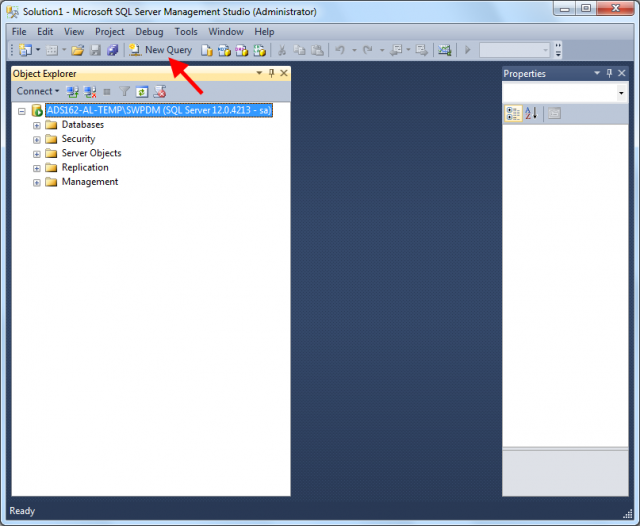 Solution1 - Microsoft SQL Server Management Studio (Administrator)
File Edit View Project Debug Tools Window Help
New Query
Object Explorer
Properties
Connect
ADS162-AL-TEMP\SWPDM (SQL Server 12.0.4213 - sa)
Databases
Security
Server Objects
Replication
Management
Ready